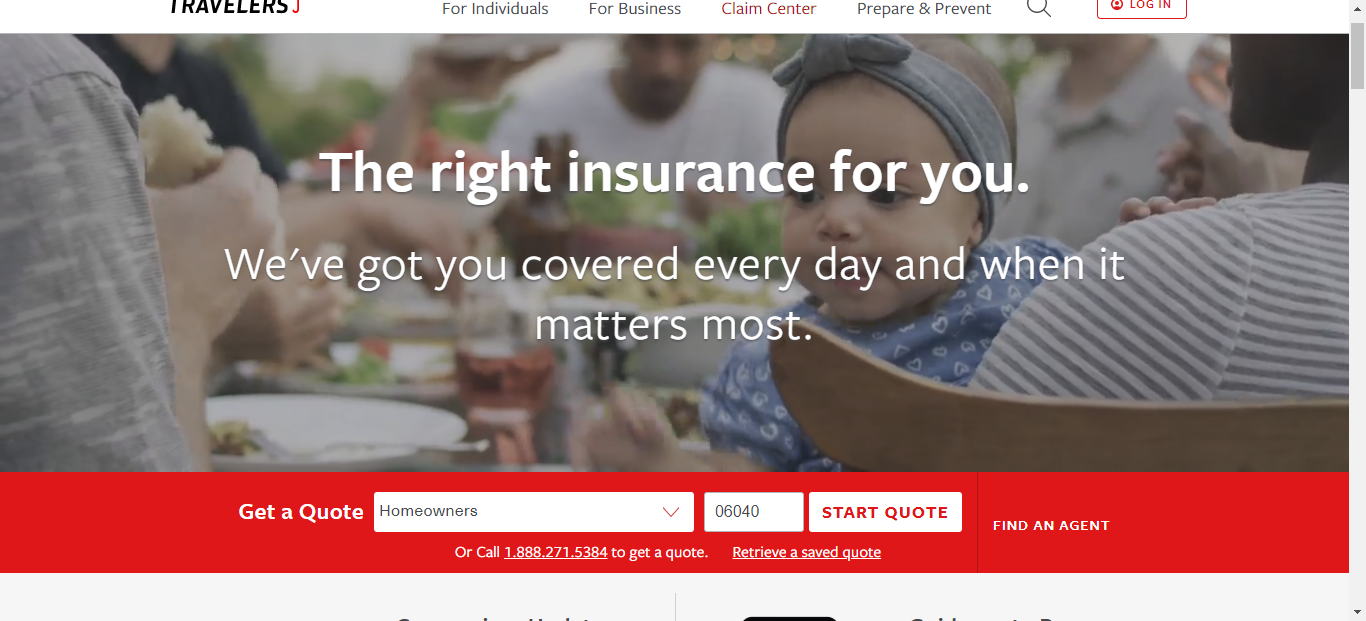 TRAVELERS
For Individuals
For Business
Claim Center
Prepare & Prevent
LOG IN
The right insurance for you.
We've got you covered every day and when it
matters most.
Get a Quote
Homeowners
06040
START QUOTE
FIND AN AGENT
Or Call 1.888.271.5384 to get a quote.
Retrieve a saved quote